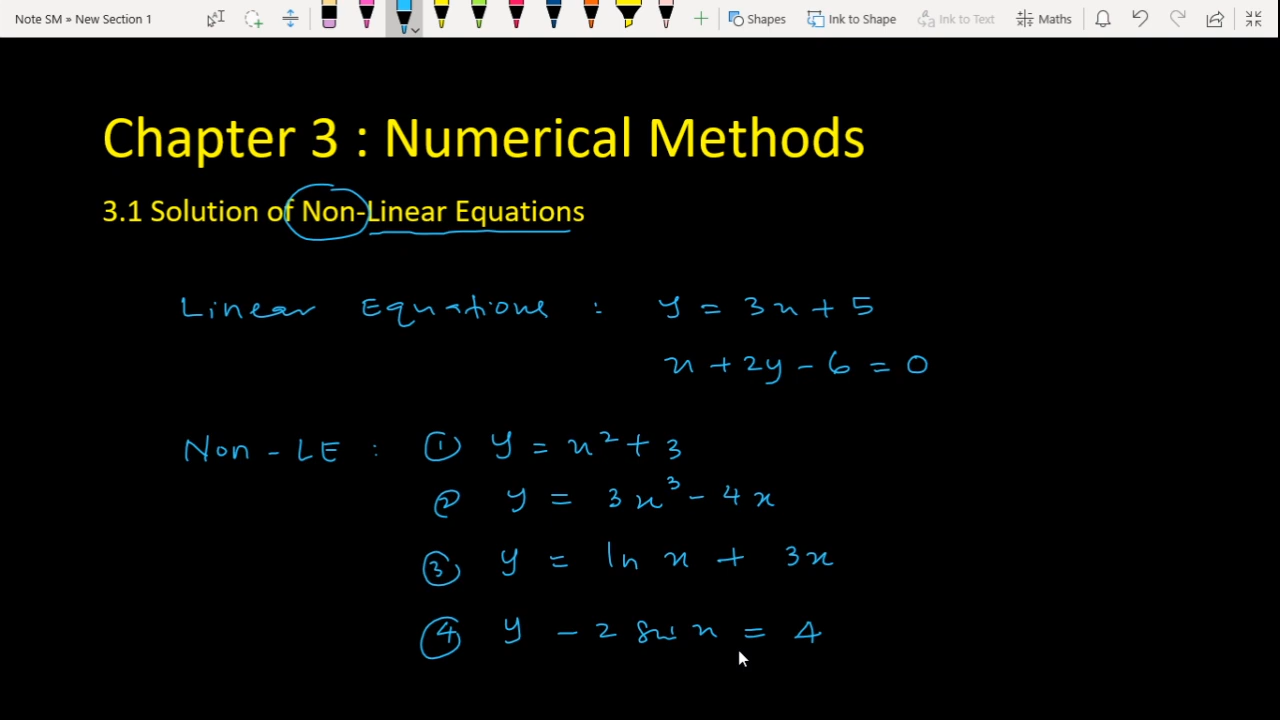 Note SM » New Section 1
Shapes Ink to Shape Ink to Text Maths
Chapter 3 : Numerical Methods
3.1 Solution of Non-Linear Equations
Linear Equations : y = 3x + 5
x + 2y - 6 = 0
Non - LE : ① y = x² + 3
② y = 3x³ - 4x
③ y = ln x + 3x
④ y - 2 sin x = 4